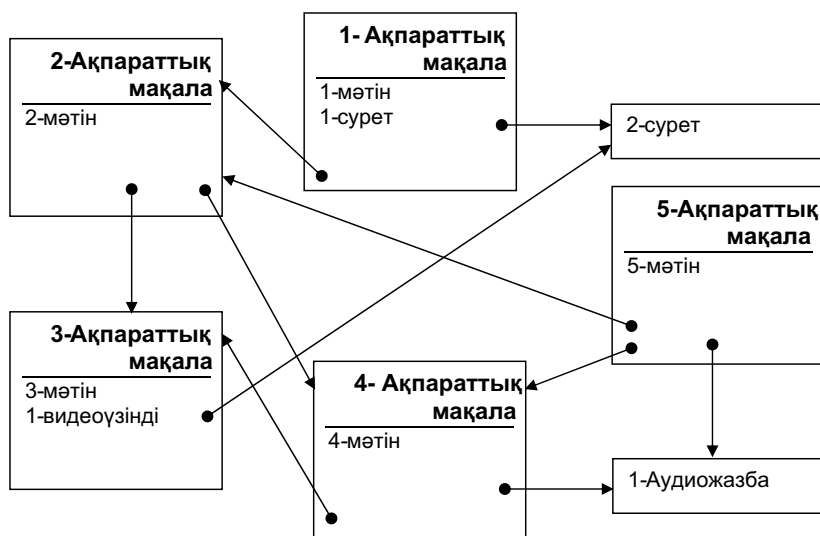 1- Ақпараттық
мақала
1-мәтін
1-сурет
2-Ақпараттық
мақала
2-мәтін
2-сурет
5-Ақпараттық
мақала
5-мәтін
3-Ақпараттық
мақала
3-мәтін
1-видеоүзінді
4- Ақпараттық
мақала
4-мәтін
1-Аудиожазба